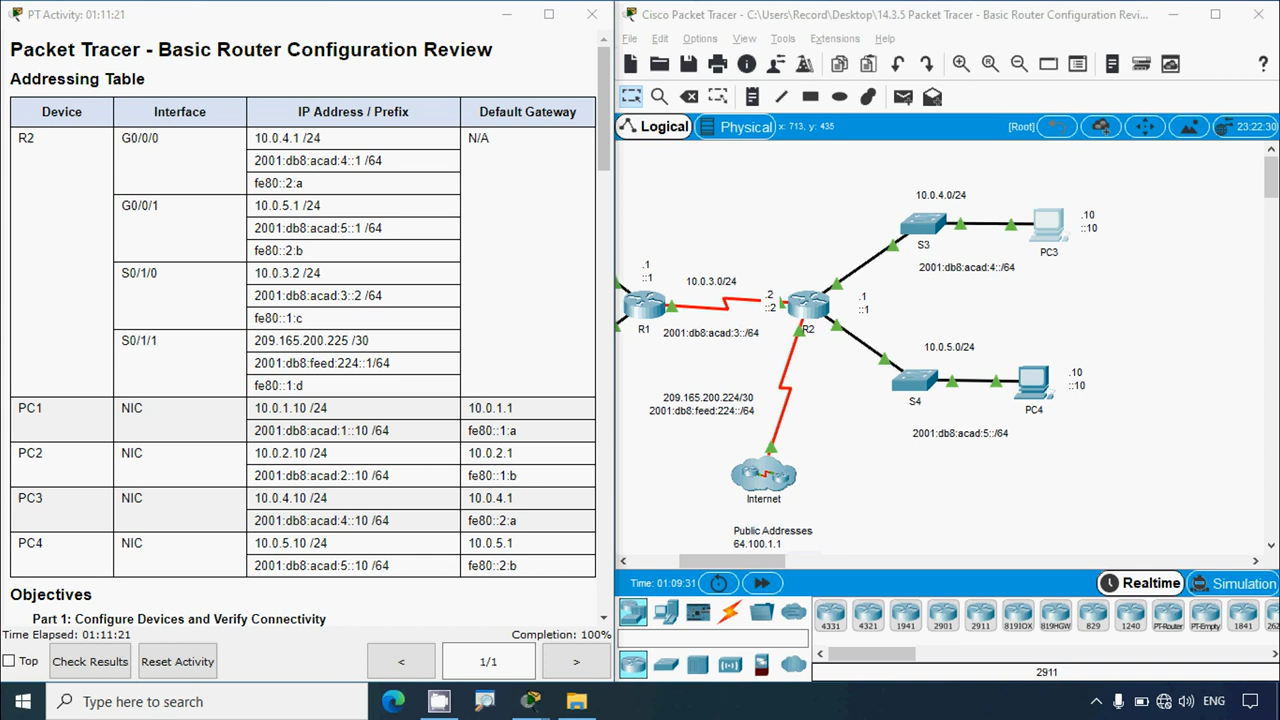 PT Activity: 01:11:21
Packet Tracer - Basic Router Configuration Review
Addressing Table
Device Interface IP Address / Prefix Default Gateway
R2 G0/0/0 10.0.4.1 /24 N/A
2001:db8:acad:4::1 /64
fe80::2:a
G0/0/1 10.0.5.1 /24
2001:db8:acad:5::1 /64
fe80::2:b
S0/1/0 10.0.3.2 /24
2001:db8:acad:3::2 /64
fe80::1:c
S0/1/1 209.165.200.225 /30
2001:db8:feed:224::1/64
fe80::1:d
PC1 NIC 10.0.1.10 /24 10.0.1.1
2001:db8:acad:1::10 /64 fe80::1:a
PC2 NIC 10.0.2.10 /24 10.0.2.1
2001:db8:acad:2::10 /64 fe80::1:b
PC3 NIC 10.0.4.10 /24 10.0.4.1
2001:db8:acad:4::10 /64 fe80::2:a
PC4 NIC 10.0.5.10 /24 10.0.5.1
2001:db8:acad:5::10 /64 fe80::2:b
Objectives
Part 1: Configure Devices and Verify Connectivity
Time Elapsed: 01:11:21 Completion: 100%
Top Check Results Reset Activity < 1/1 >
Cisco Packet Tracer - C:\Users\Record\Desktop\14.3.5 Packet Tracer - Basic Router Configuration Revi...
File Edit Options View Tools Extensions Help
Logical Physical x: 713, y: 435 [Root] 23:22:30
10.0.4.0/24
.10
::10
S3
PC3
2001:db8:acad:4::/64
.1
::1
10.0.3.0/24
.2
::2
.1
::1
R1
R2
2001:db8:acad:3::/64
10.0.5.0/24
.10
::10
S4
PC4
209.165.200.224/30
2001:db8:feed:224::/64
2001:db8:acad:5::/64
Internet
Public Addresses
64.100.1.1
Time: 01:09:31 Realtime Simulation
4331 4321 1941 2901 2911 819IOX 819HGW 829 1240 PT-Router PT-Empty 1841 262
2911
Type here to search
ENG